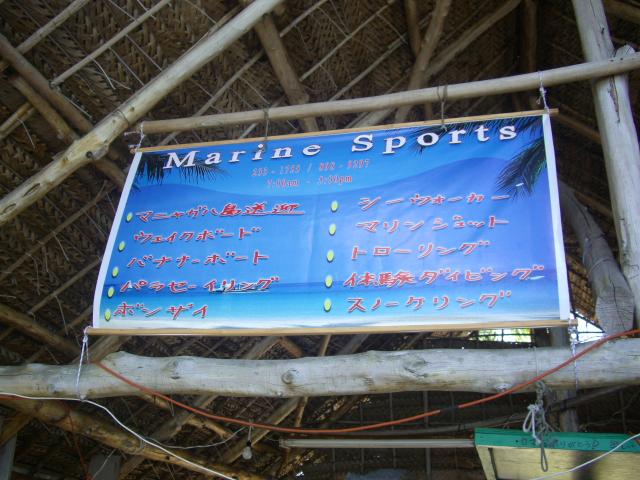 Marine Sports
マニャガハ島送迎
ウェイクボード
バナナボート
パラセーイリング
ボンザイ
シーウォーカー
マリンジェット
トローリング
体験ダイビング
スノーケリング